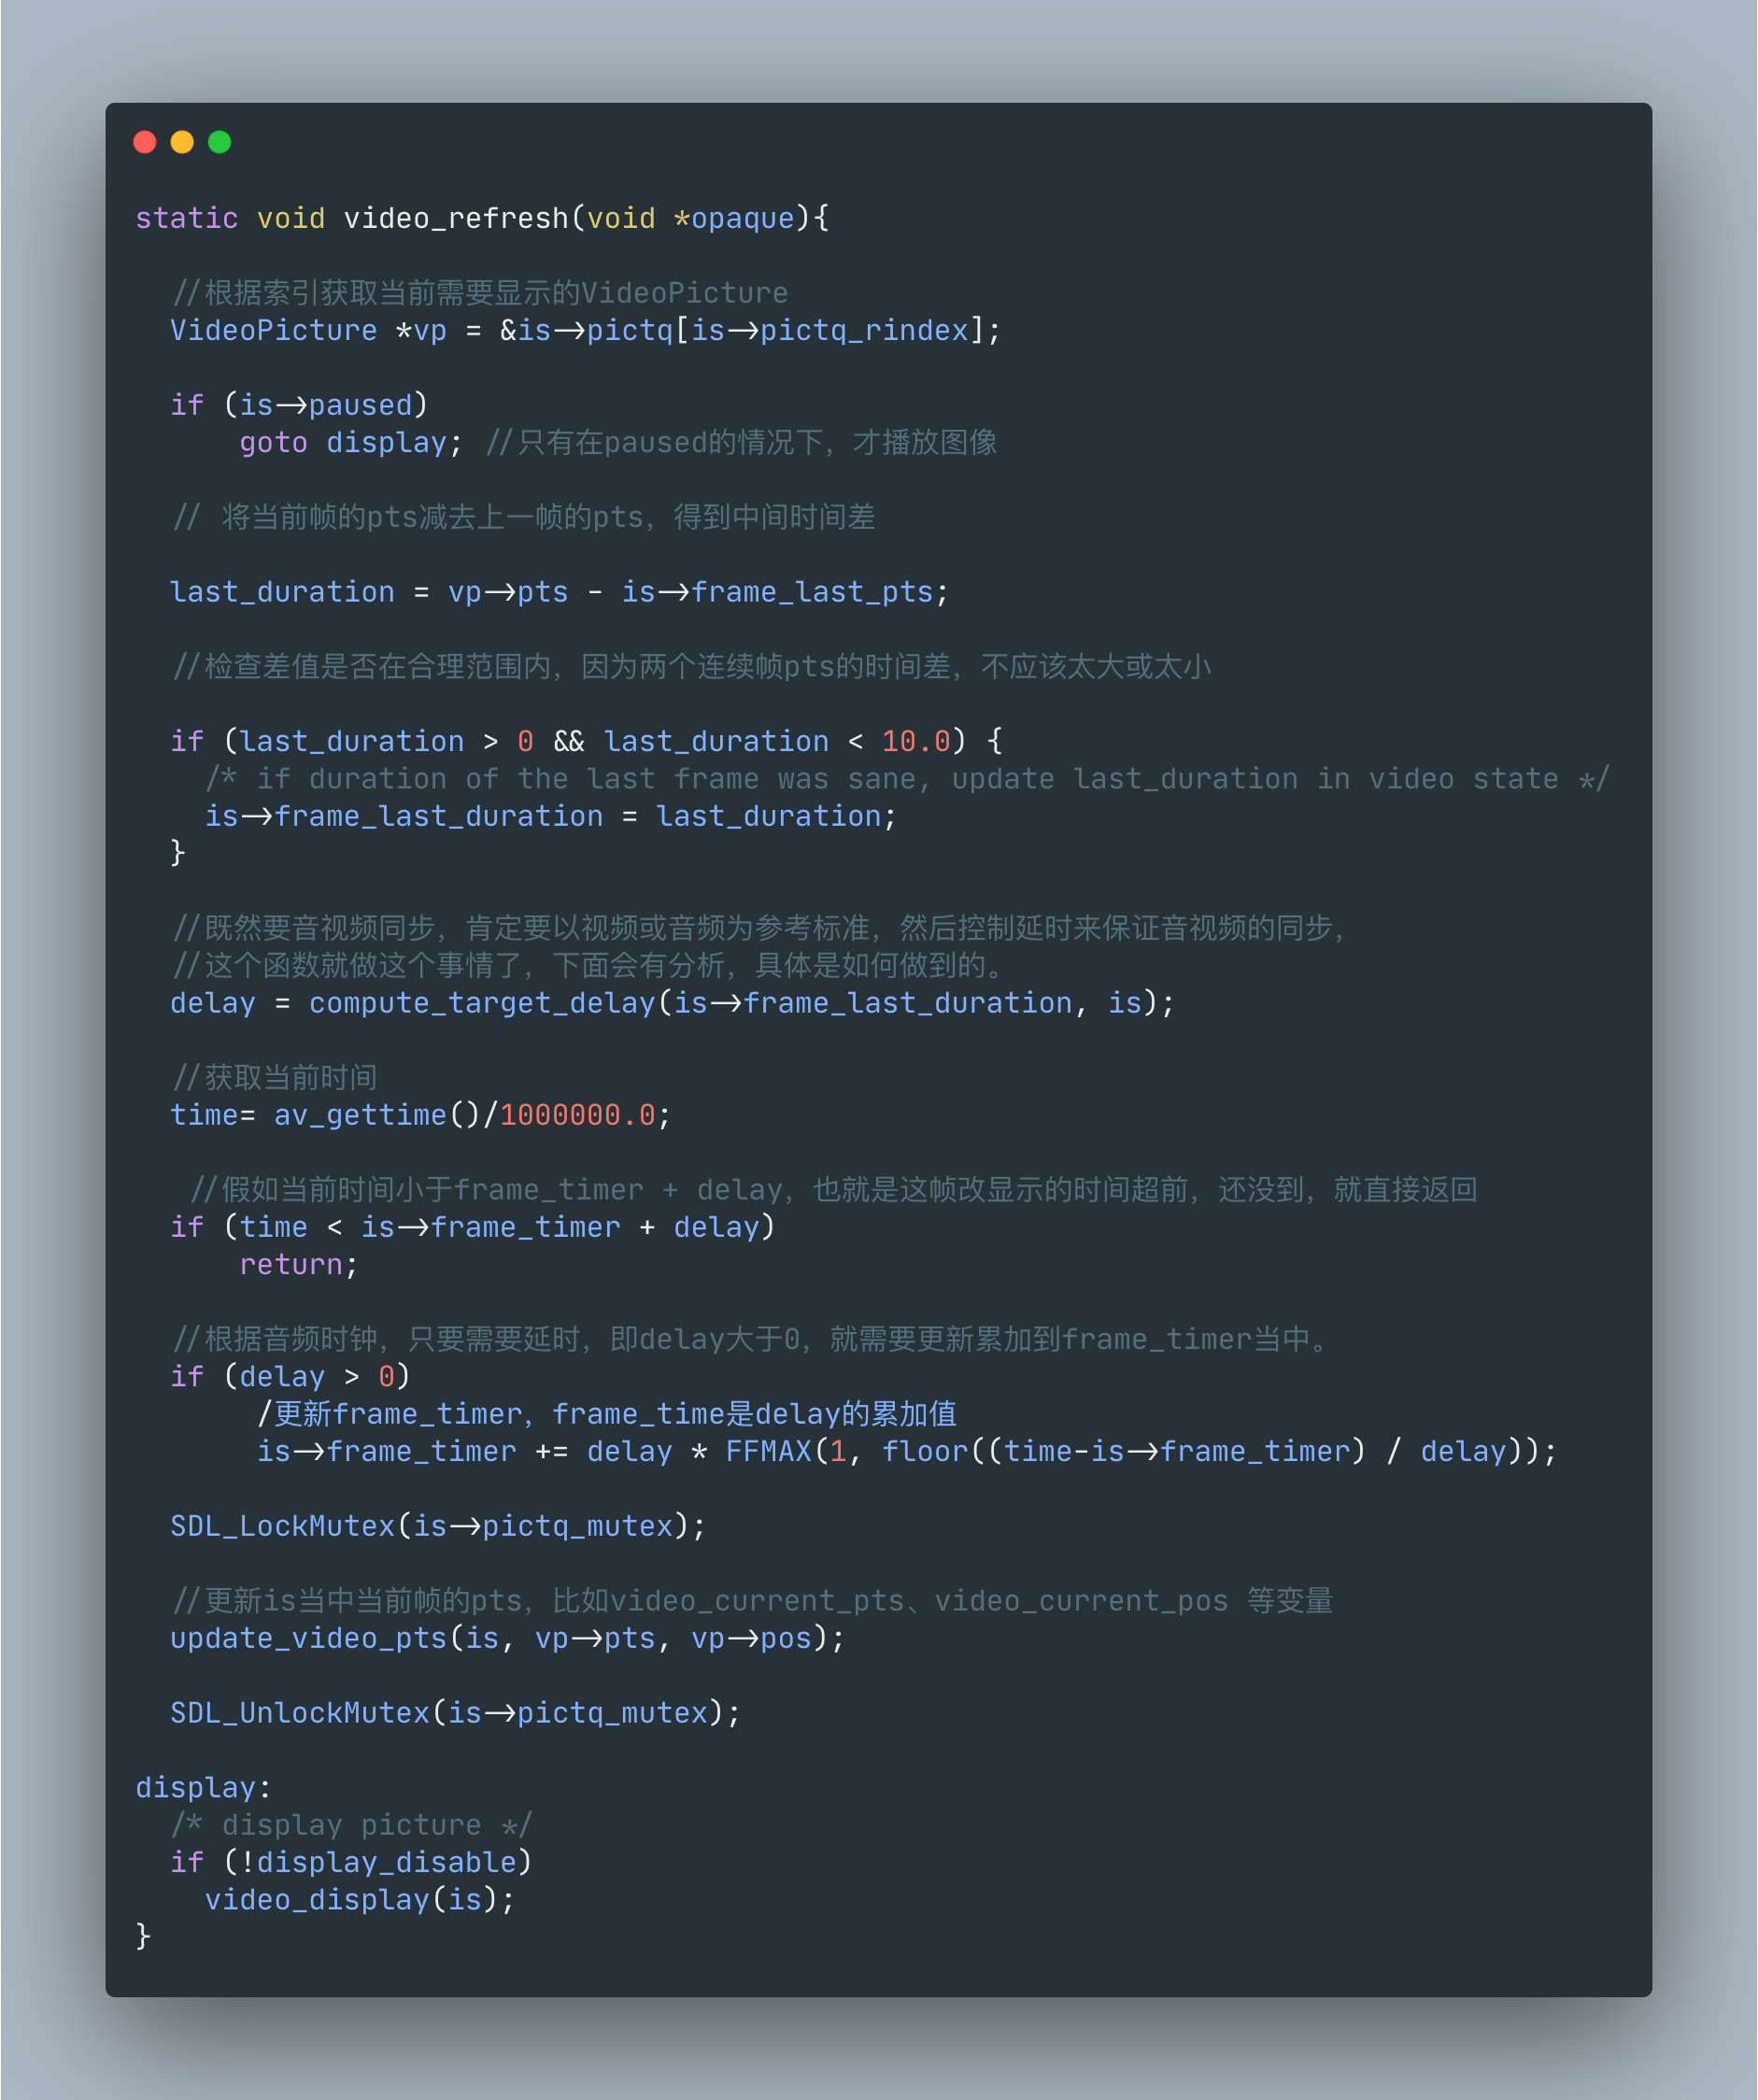 static void video_refresh(void *opaque){
//根据索引获取当前需要显示的VideoPicture
VideoPicture *vp = &is->pictq[is->pictq_rindex];
if (is->paused)
goto display; //只有在paused的情况下，才播放图像
// 将当前帧的pts减去上一帧的pts，得到中间时间差
last_duration = vp->pts - is->frame_last_pts;
//检查差值是否在合理范围内，因为两个连续帧pts的时间差，不应该太大或太小
if (last_duration > 0 && last_duration < 10.0) {
/* if duration of the last frame was sane, update last_duration in video state */
is->frame_last_duration = last_duration;
}
//既然要音视频同步，肯定要以视频或音频为参考标准，然后控制延时来保证音视频的同步，
//这个函数就做这个事情了，下面会有分析，具体是如何做到的。
delay = compute_target_delay(is->frame_last_duration, is);
//获取当前时间
time= av_gettime()/1000000.0;
//假如当前时间小于frame_timer + delay，也就是这帧改显示的时间超前，还没到，就直接返回
if (time < is->frame_timer + delay)
return;
//根据音频时钟，只要需要延时，即delay大于0，就需要更新累加到frame_timer当中。
if (delay > 0)
/更新frame_timer，frame_time是delay的累加值
is->frame_timer += delay * FFMAX(1, floor((time-is->frame_timer) / delay));
SDL_LockMutex(is->pictq_mutex);
//更新is当中当前帧的pts，比如video_current_pts、video_current_pos 等变量
update_video_pts(is, vp->pts, vp->pos);
SDL_UnlockMutex(is->pictq_mutex);
display:
/* display picture */
if (!display_disable)
video_display(is);
}